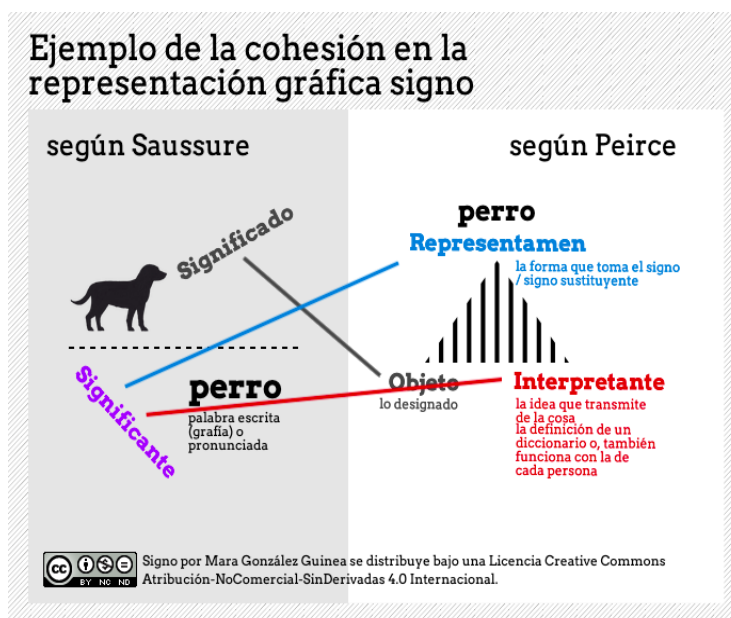 Ejemplo de la cohesión en la
representación gráfica signo
según Saussure
Significado
Significante
perro
palabra escrita
(grafía) o
pronunciada
según Peirce
perro
Representamen
la forma que toma el signo
/ signo sustituyente
Objeto
lo designado
Interpretante
la idea que transmite
de la cosa
la definición de un
diccionario o, también
funciona con la de
cada persona
cc BY NC ND
Signo por Mara González Guinea se distribuye bajo una Licencia Creative Commons
Atribución-NoComercial-SinDerivadas 4.0 Internacional.